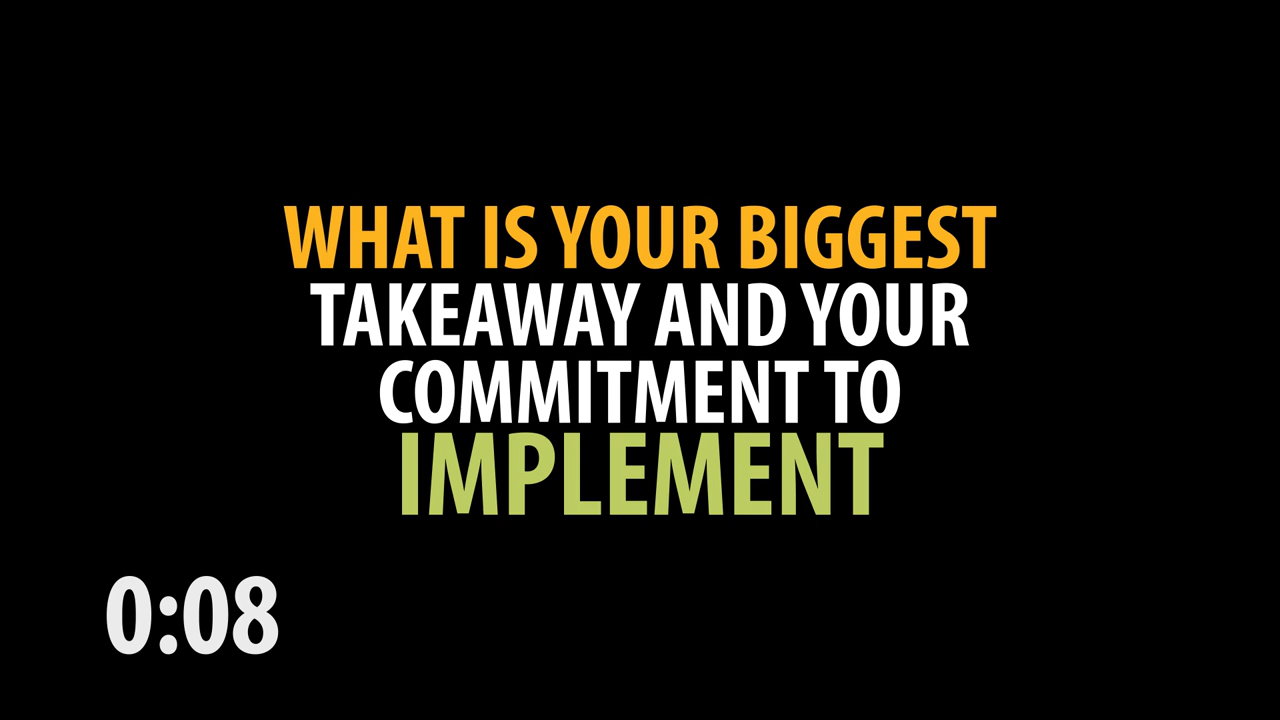 WHAT IS YOUR BIGGEST
TAKEAWAY AND YOUR
COMMITMENT TO
IMPLEMENT
0:08